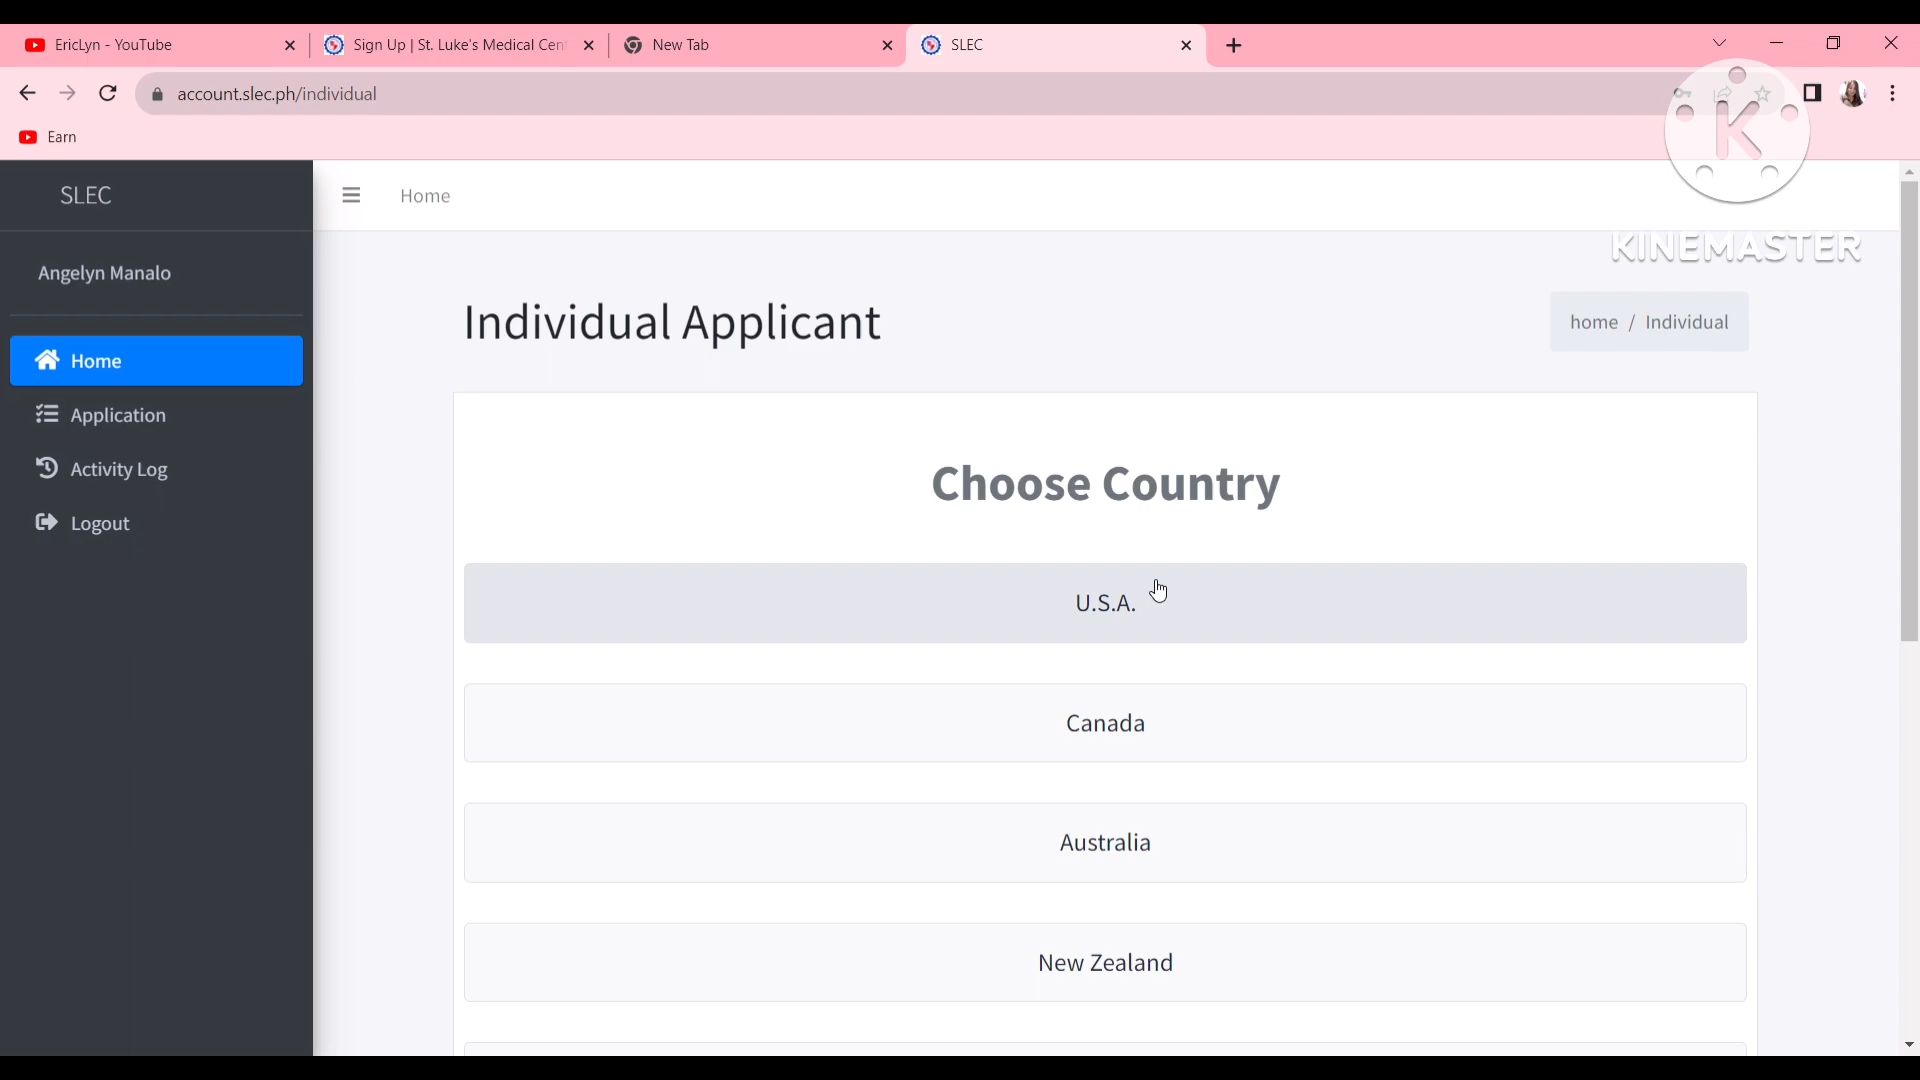 EricLyn - YouTube
Sign Up | St. Luke's Medical Cen
New Tab
SLEC
account.slec.ph/individual
Earn
K
KINEMASTER
SLEC
Home
Angelyn Manalo
Individual Applicant
home / Individual
Home
Application
Activity Log
Logout
Choose Country
U.S.A.
Canada
Australia
New Zealand